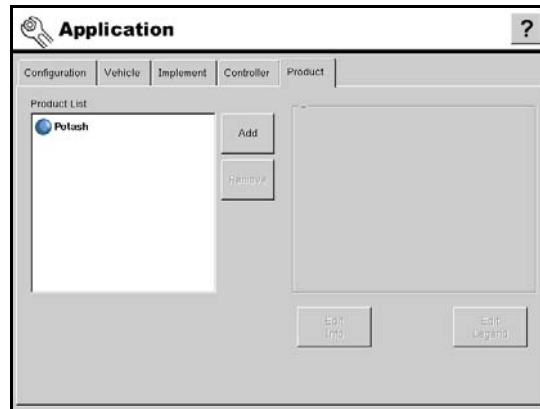 Application
?
Configuration Vehicle Implement Controller Product
Product List
Potash
Add
Remove
Edit
Info
Edit
Legend